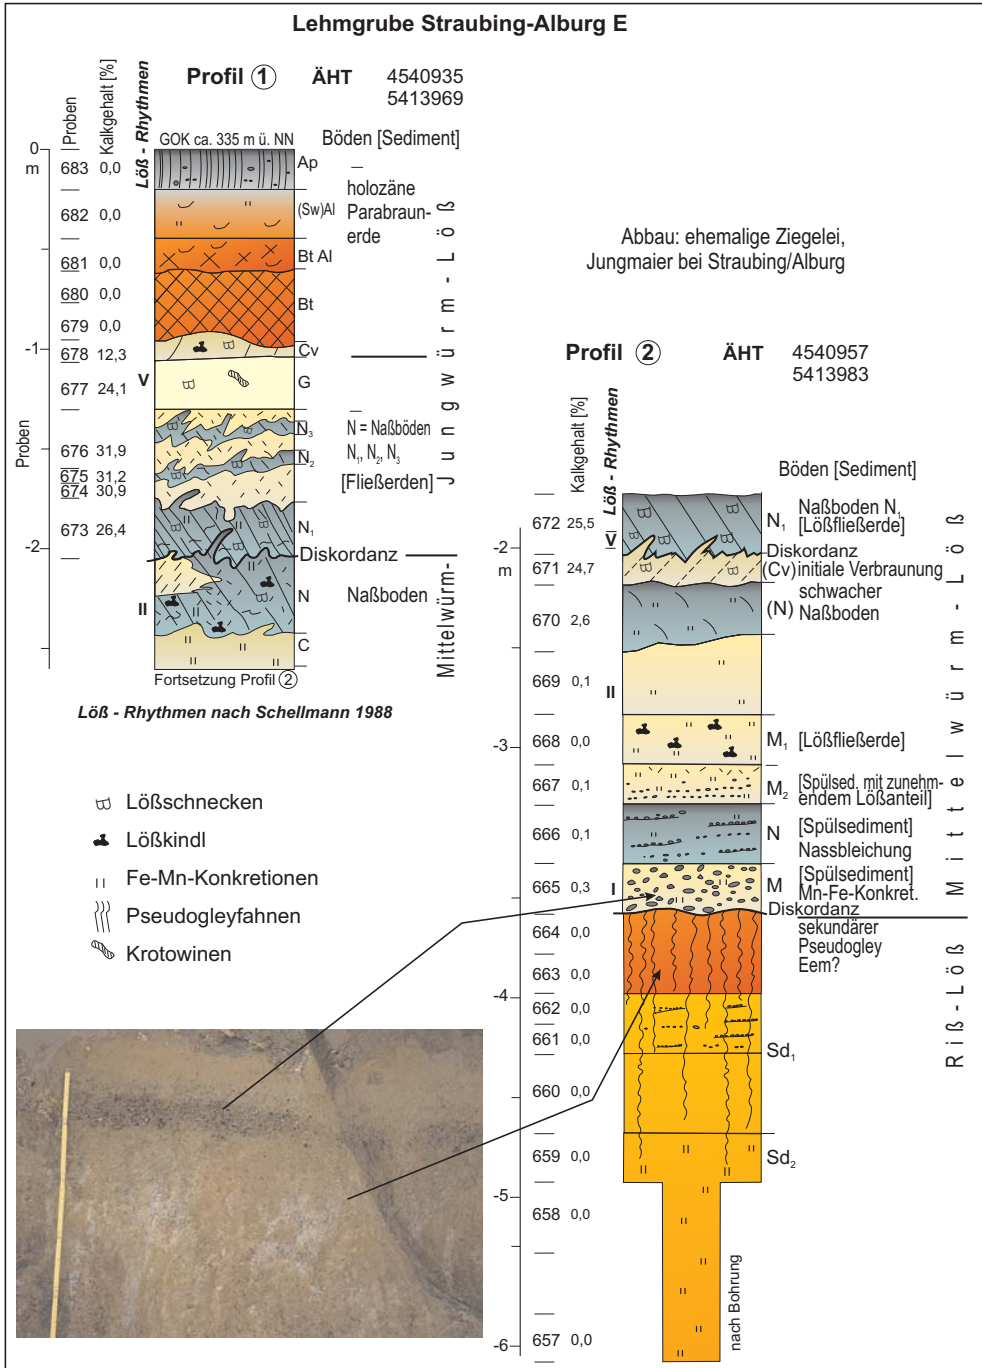 Lehmgrube Straubing-Alburg E
Profil 1 ÄHT 4540935
5413969
Proben
Kalkgehalt [%]
Löß - Rhythmen
GOK ca. 335 m ü. NN
Böden [Sediment]
0
m
683 0,0
Ap
holozäne
Parabraun-
erde
682 0,0
(Sw)Al
681 0,0
Bt Al
680 0,0
679 0,0
Bt
-1
678 12,3
Cv
V
677 24,1
G
Proben
N3
N = Naßböden
676 31,9
N2
N1, N2, N3
675 31,2
[Fließerden]
674 30,9
673 26,4
N1
-2
Diskordanz
N
Naßboden
II
C
Jungwürm-Löß
Mittelwürm-
Fortsetzung Profil 2
Löß - Rhythmen nach Schellmann 1988
Lößschnecken
Lößkindl
Fe-Mn-Konkretionen
Pseudogleyfahnen
Krotowinen
Abbau: ehemalige Ziegelei,
Jungmaier bei Straubing/Alburg
Profil 2 ÄHT 4540957
5413983
Kalkgehalt [%]
Löß - Rhythmen
Böden [Sediment]
672 25,5
N1
Naßboden N1
[Lößfließerde]
V
-2
m
Diskordanz
671 24,7
(Cv) initiale Verbraunung
schwacher
670 2,6
(N) Naßboden
669 0,1
II
-3
668 0,0
M1 [Lößfließerde]
667 0,1
M2 [Spülsed. mit zunehm-
endem Lößanteil]
666 0,1
N [Spülsediment]
Nassbleichung
665 0,3
I
M [Spülsediment]
Mn-Fe-Konkret.
Diskordanz
664 0,0
sekundärer
Pseudogley
Eem?
663 0,0
-4
662 0,0
661 0,0
Sd1
660 0,0
659 0,0
Sd2
-5
658 0,0
nach Bohrung
657 0,0
-6
Mittelwürm-Löß
Riß-Löß